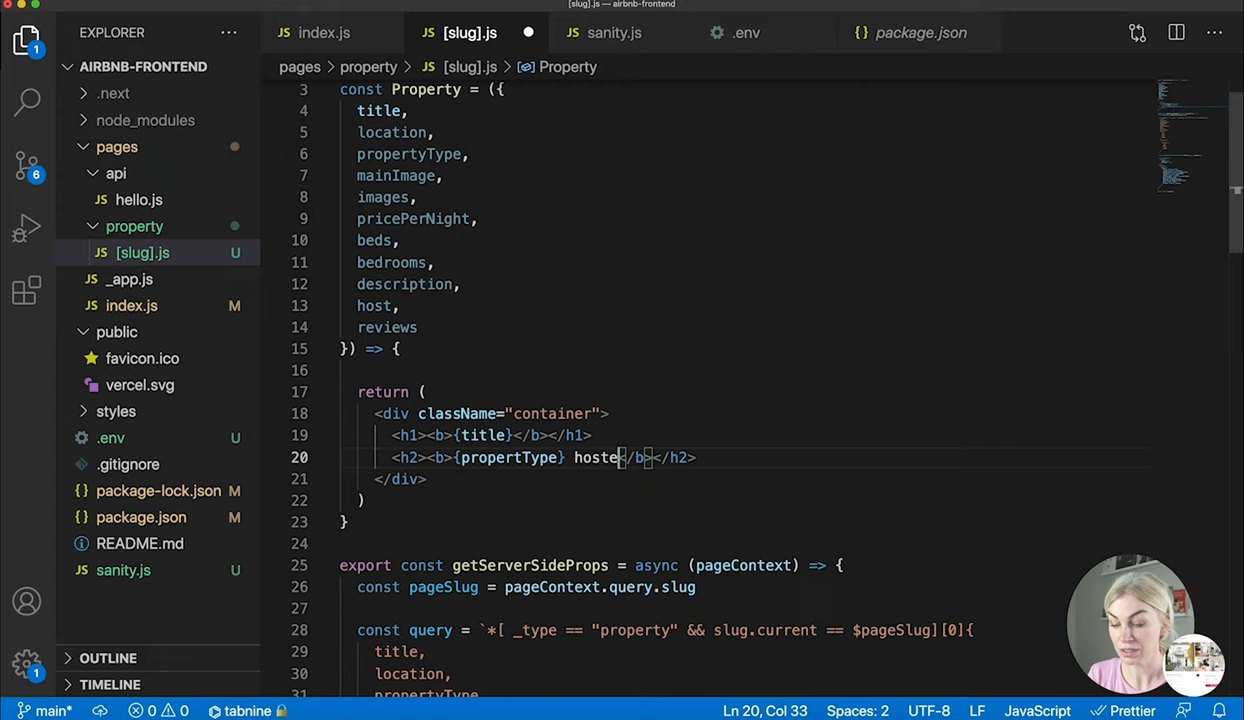 [slug].js — airbnb-frontend
EXPLORER
index.js
[slug].js
sanity.js
.env
package.json
AIRBNB-FRONTEND
pages > property > [slug].js > Property
.next
node_modules
pages
api
hello.js
property
[slug].js U
_app.js
index.js M
public
favicon.ico
vercel.svg
styles
.env U
.gitignore
package-lock.json M
package.json M
README.md
sanity.js U
OUTLINE
TIMELINE
1
6
1
3 const Property = ({
4 title,
5 location,
6 propertyType,
7 mainImage,
8 images,
9 pricePerNight,
10 beds,
11 bedrooms,
12 description,
13 host,
14 reviews
15 }) => {
16
17 return (
18 <div className="container">
19 <h1><b>{title}</b></h1>
20 <h2><b>{propertType} hoste</b></h2>
21 </div>
22 )
23 }
24
25 export const getServerSideProps = async (pageContext) => {
26 const pageSlug = pageContext.query.slug
27
28 const query = `*[ _type == "property" && slug.current == $pageSlug][0]{
29 title,
30 location,
31 propertyType
main* 0 0 tabnine Ln 20, Col 33 Spaces: 2 UTF-8 LF JavaScript Prettier